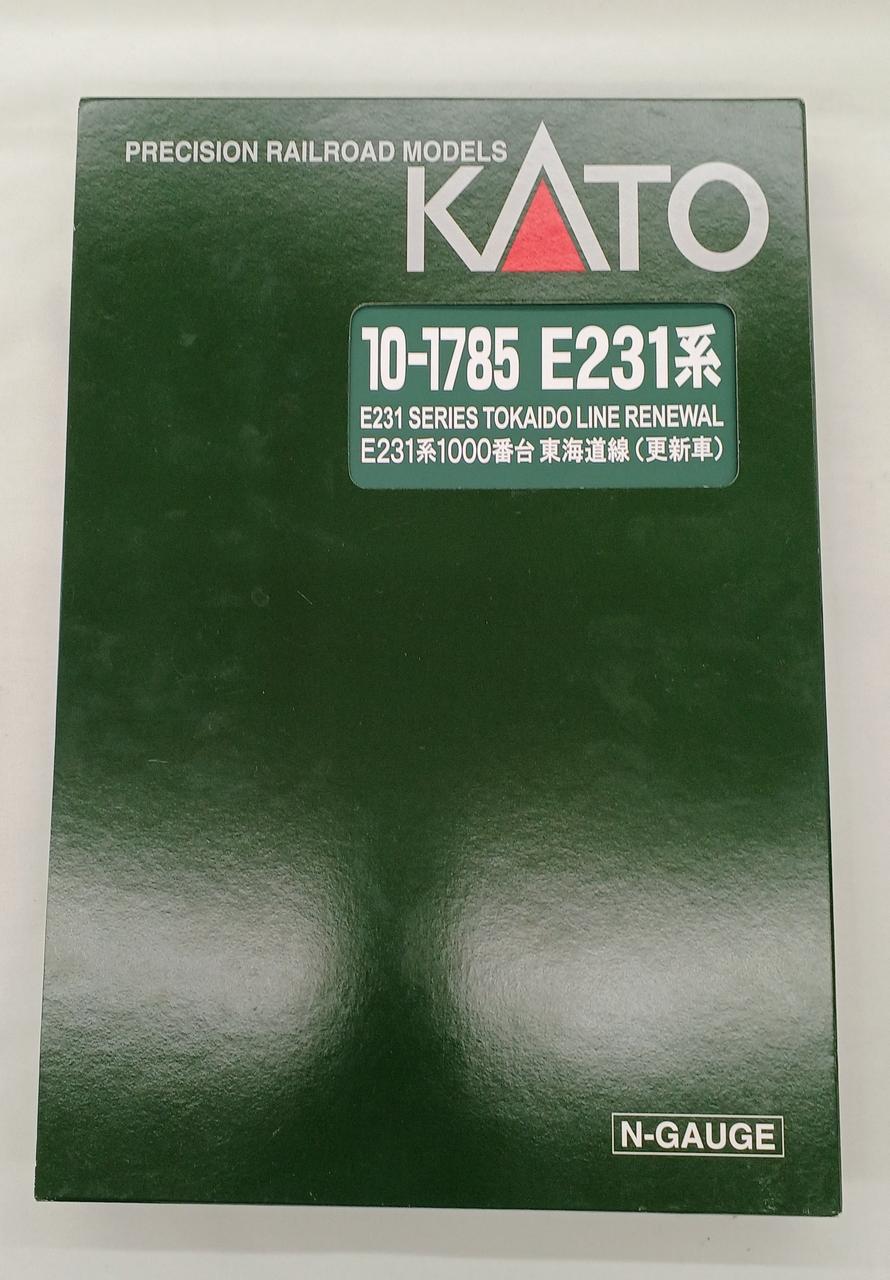 PRECISION RAILROAD MODELS
KATO
10-1785 E231系
E231 SERIES TOKAIDO LINE RENEWAL
E231系1000番台 東海道線(更新車)
N-GAUGE